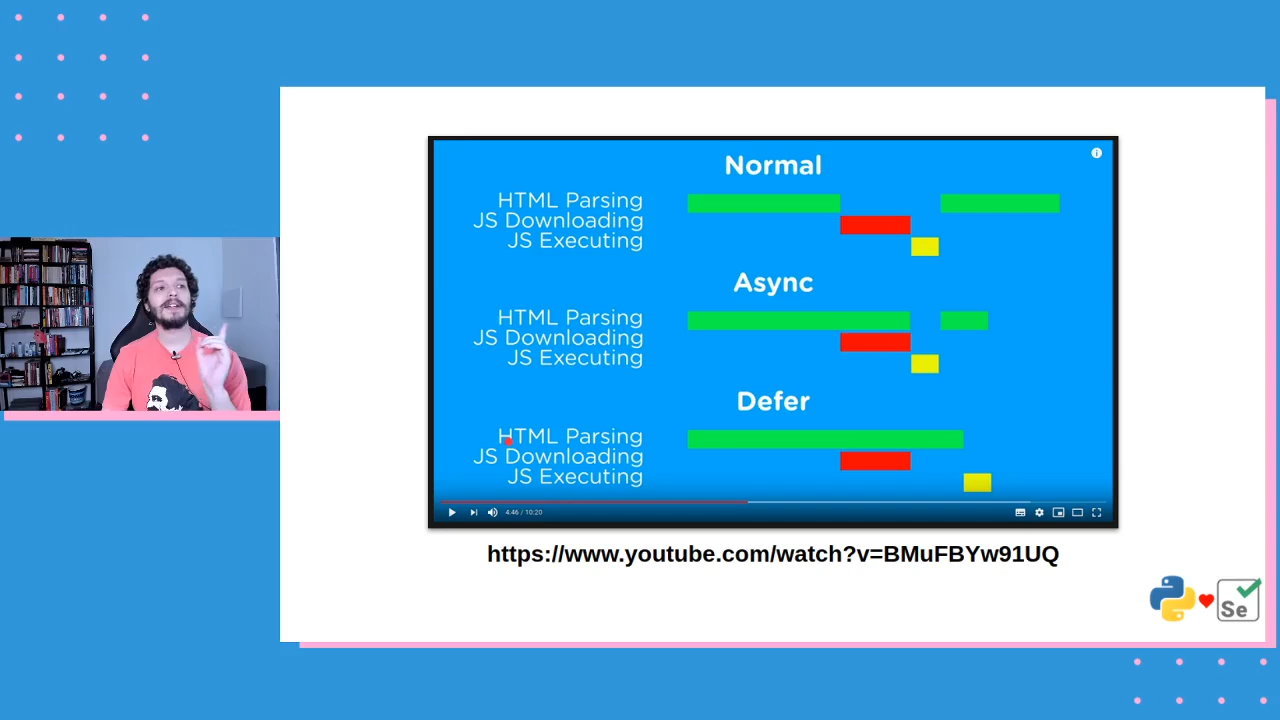 Normal
HTML Parsing
JS Downloading
JS Executing
Async
HTML Parsing
JS Downloading
JS Executing
Defer
HTML Parsing
JS Downloading
JS Executing
4:46 / 10:20
https://www.youtube.com/watch?v=BMuFBYw91UQ
Se